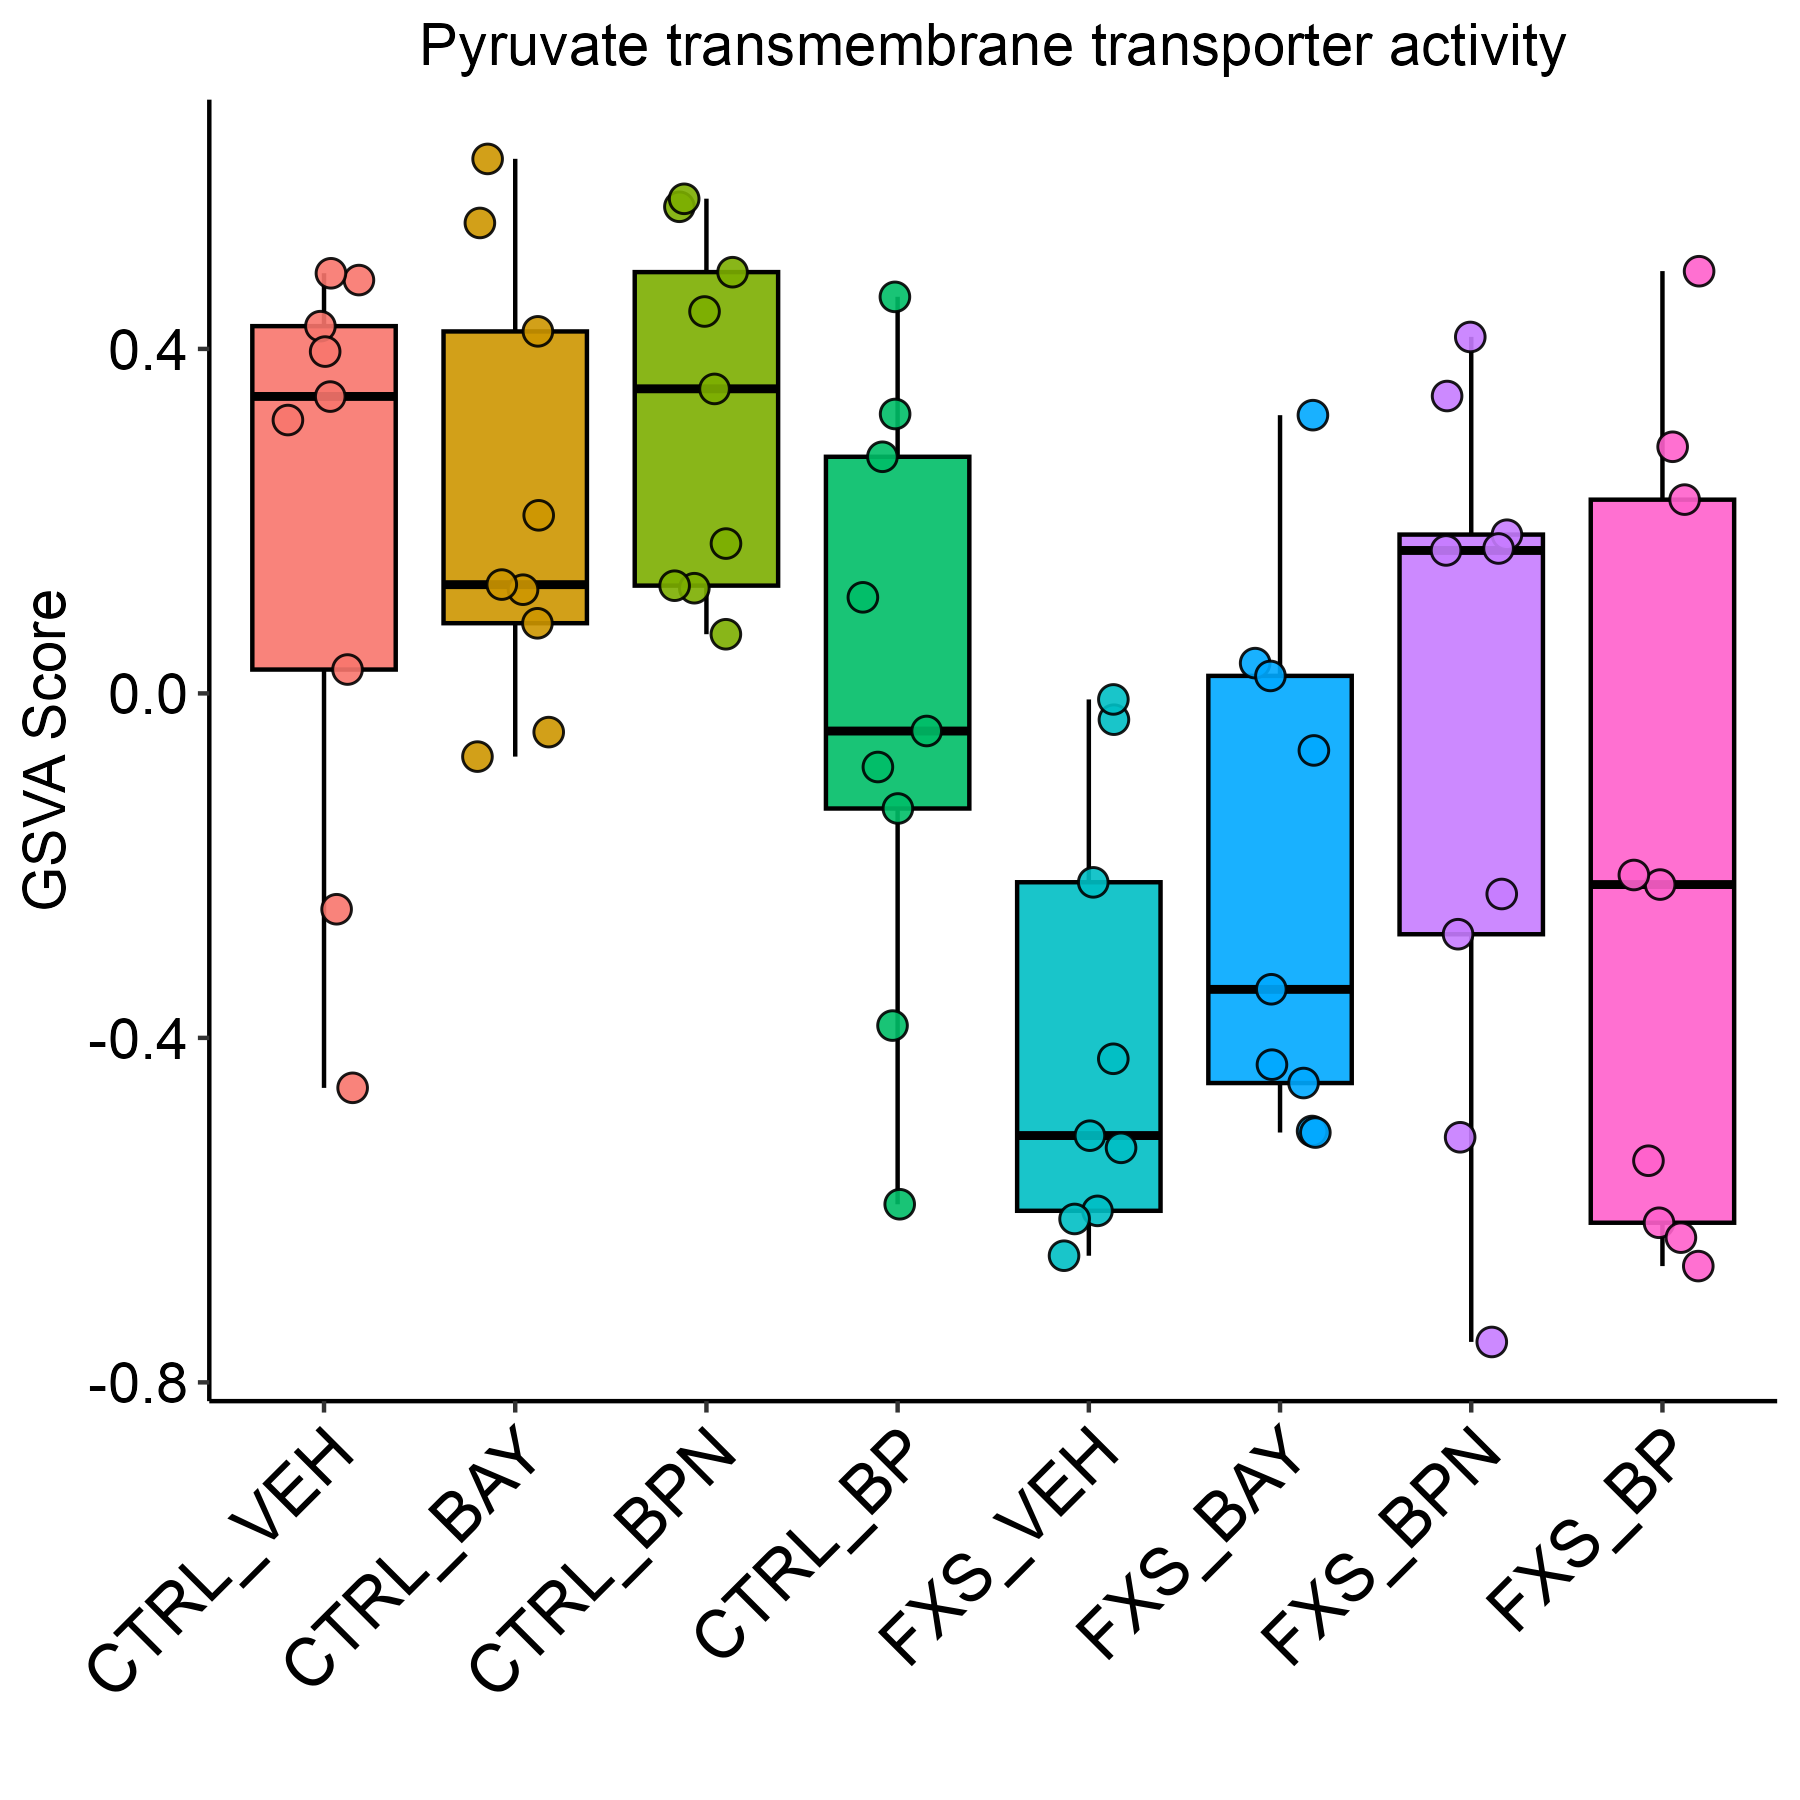 Pyruvate transmembrane transporter activity
GSVA Score
0.4
0.0
-0.4
-0.8
CTRL_VEH
CTRL_BAY
CTRL_BPN
CTRL_BP
FXS_VEH
FXS_BAY
FXS_BPN
FXS_BP